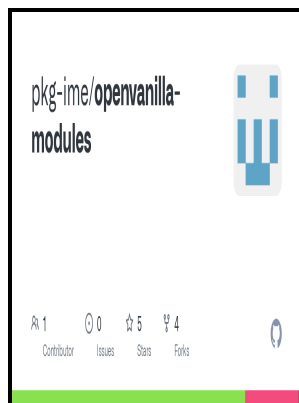 pkg-ime/openvanilla-
modules
1 0 5 4
Contributor Issues Stars Forks